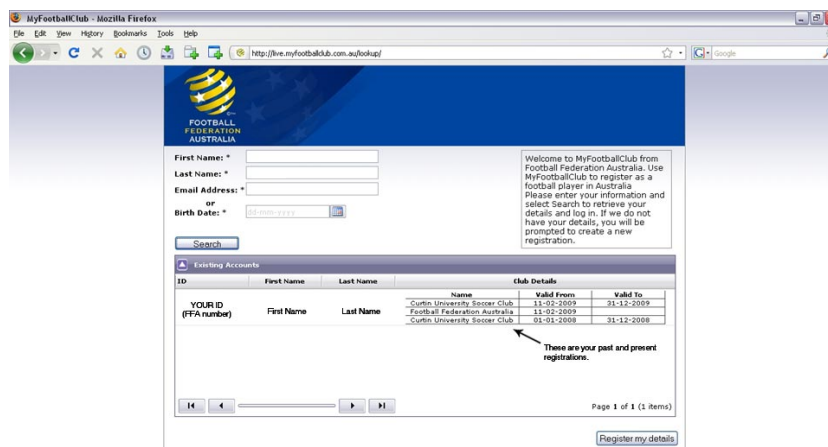 MyFootballClub - Mozilla Firefox
File Edit View History Bookmarks Tools Help
http://live.myfootballclub.com.au/lookup/
Google
FOOTBALL
FEDERATION
AUSTRALIA
First Name: *
Last Name: *
Email Address: *
or
Birth Date: * dd-mm-yyyy
Search
Welcome to MyFootballClub from
Football Federation Australia. Use
MyFootballClub to register as a
football player in Australia
Please enter your information and
select Search to retrieve your
details and log in. If we do not
have your details, you will be
prompted to create a new
registration.
Existing Accounts
ID First Name Last Name Club Details
Name Valid From Valid To
Curtin University Soccer Club 11-02-2009 31-12-2009
Football Federation Australia 11-02-2009
Curtin University Soccer Club 01-01-2008 31-12-2008
YOUR ID
(FFA number)
First Name Last Name
These are your past and present
registrations.
Page 1 of 1 (1 items)
Register my details